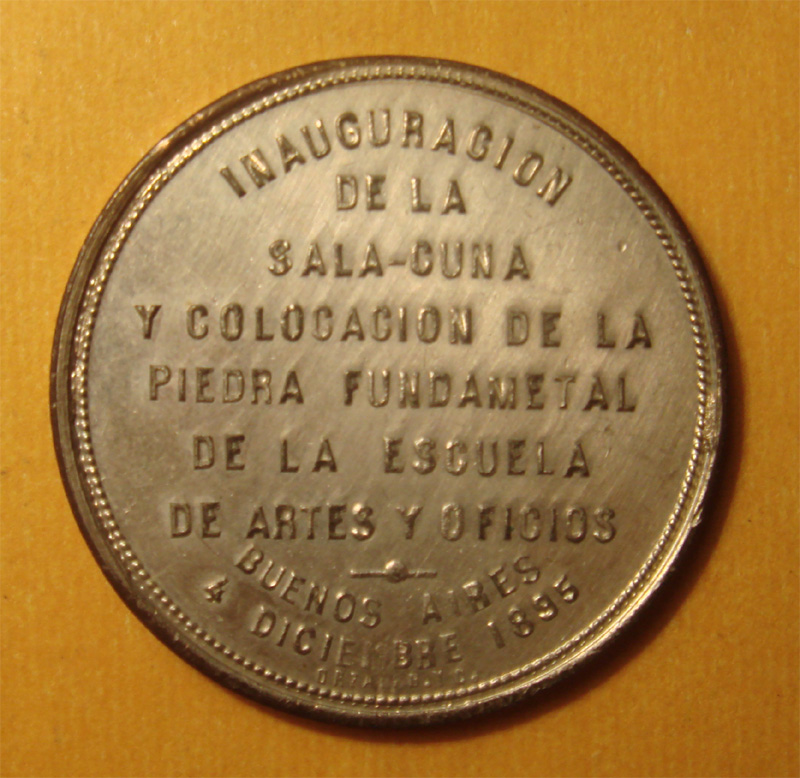 INAUGURACION
DE LA
SALA-CUNA
Y COLOCACION DE LA
PIEDRA FUNDAMETAL
DE LA ESCUELA
DE ARTES Y OFICIOS
BUENOS AIRES
4 DICIEMBRE 1895